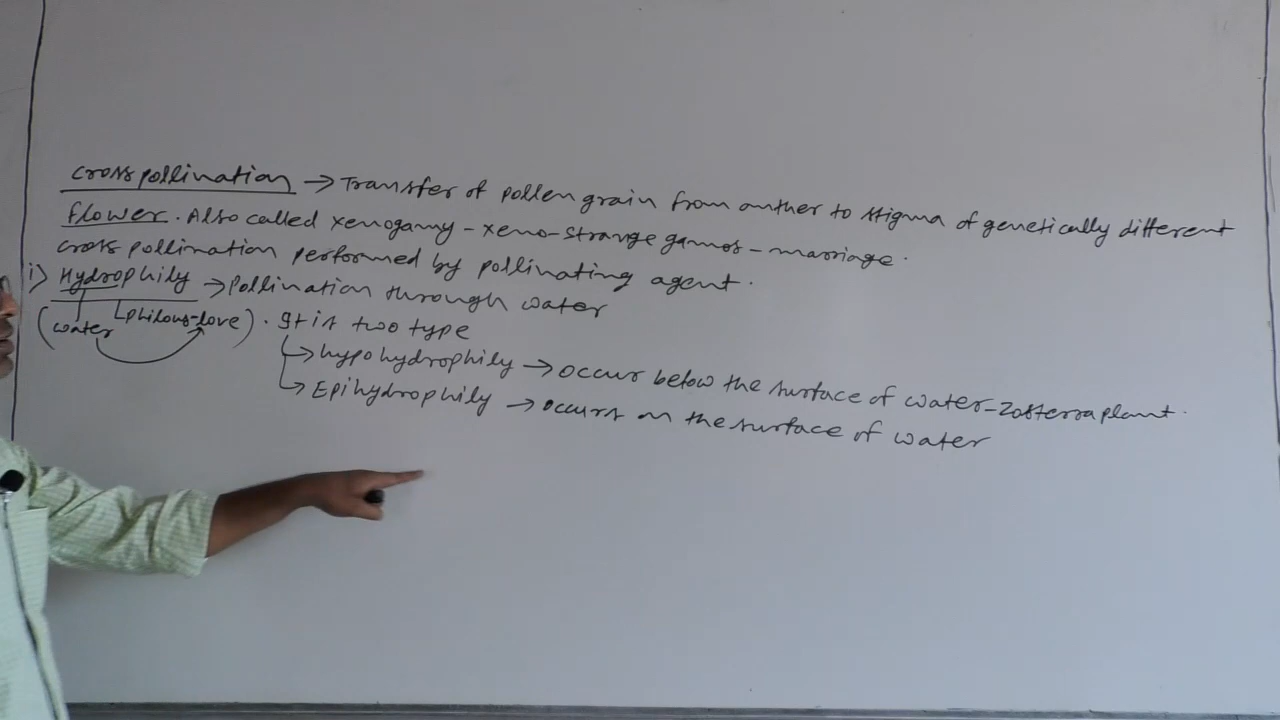 cross pollination → Transfer of pollen grain from anther to stigma of genetically different
flower. Also called xenogamy - xeno-strange gamos - marriage.
cross pollination performed by pollinating agent.
i) Hydrophily → Pollination through water
(water philous-love). It is two type
→ hypohydrophily → occur below the surface of water - Zosterra plant.
→ Epihydrophily → occurs on the surface of water